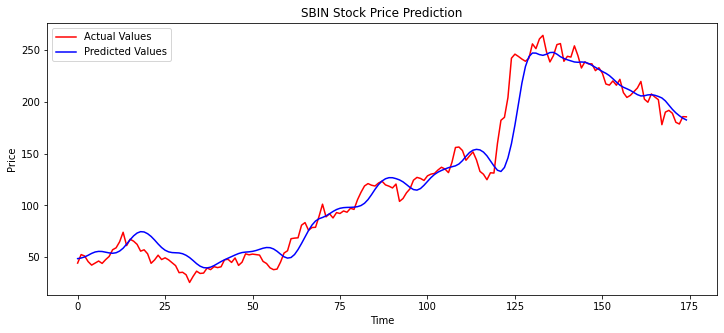 SBIN Stock Price Prediction
Actual Values
Predicted Values
250
200
150
100
50
Price
0 25 50 75 100 125 150 175
Time